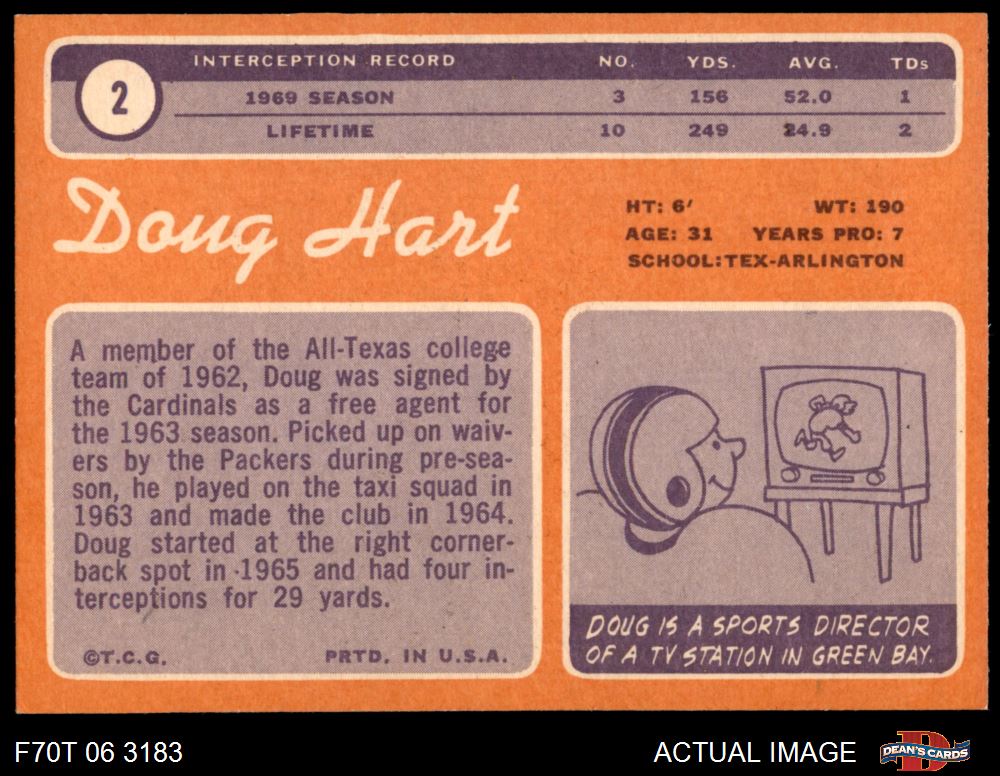 INTERCEPTION RECORD NO. YDS. AVG. TDs
2
1969 SEASON 3 156 52.0 1
LIFETIME 10 249 24.9 2
Doug Hart
HT: 6′ WT: 190
AGE: 31 YEARS PRO: 7
SCHOOL:TEX-ARLINGTON
A member of the All-Texas college
team of 1962, Doug was signed by
the Cardinals as a free agent for
the 1963 season. Picked up on waiv-
ers by the Packers during pre-sea-
son, he played on the taxi squad in
1963 and made the club in 1964.
Doug started at the right corner-
back spot in 1965 and had four in-
terceptions for 29 yards.
©T.C.G. PRTD. IN U.S.A.
DOUG IS A SPORTS DIRECTOR
OF A TV STATION IN GREEN BAY.
F70T 06 3183 ACTUAL IMAGE
D
DEAN'S CARDS